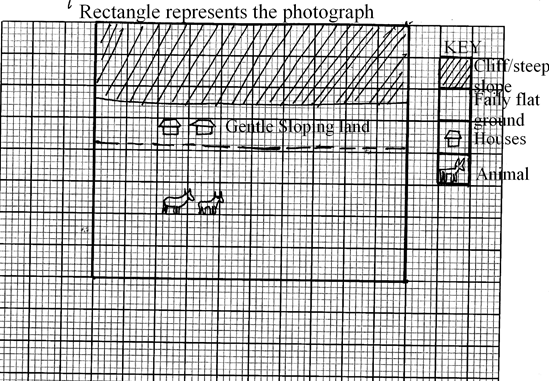 Rectangle represents the photograph
KEY
Cliff/steep
slope
Faily flat
ground
Houses
Animal
Gentle Sloping land